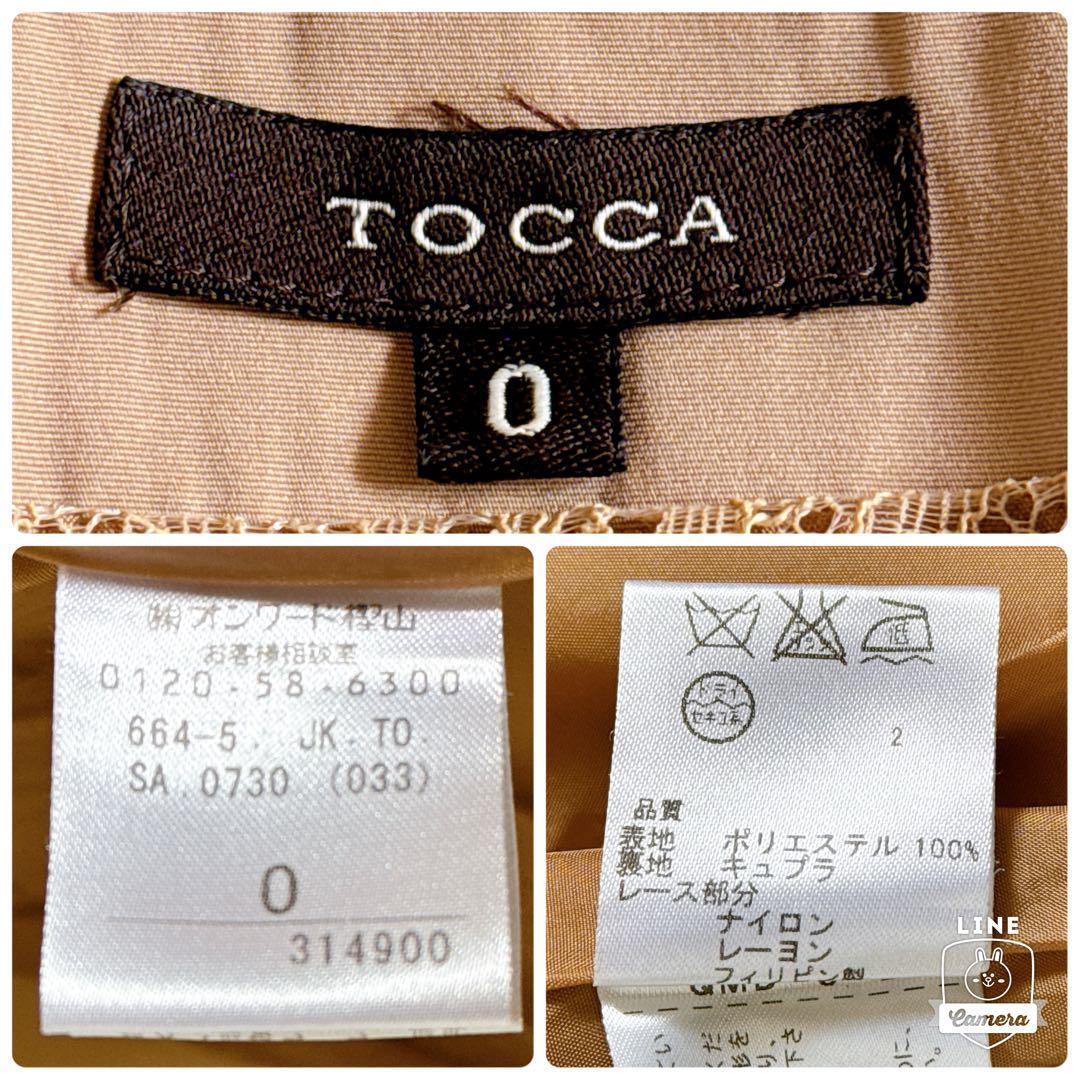 TOCCA
0
㈱オンワード樫山
お客様相談室
0120-58-6300
664-5. JK.TO.
SA.0730 (033)
0
314900
低
ドライ
セキユ系
2
品質
表地 ポリエステル 100%
裏地 キュプラ
レース部分
ナイロン
レーヨン
フィリピン製
LINE
Camera